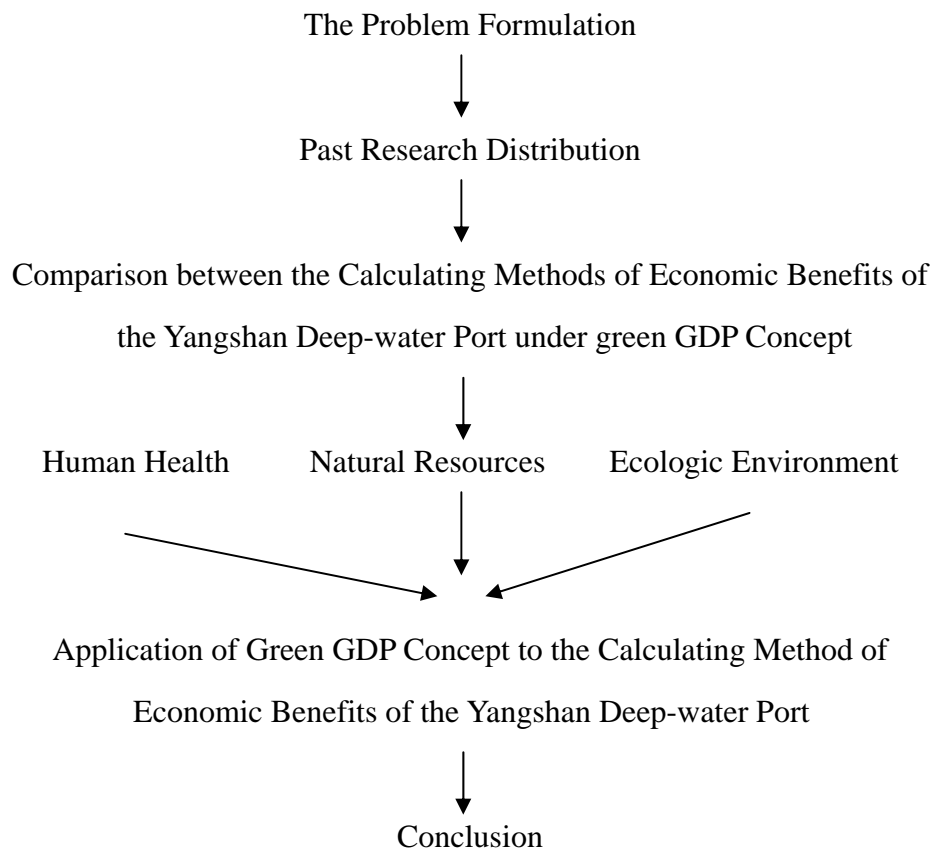 The Problem Formulation
Past Research Distribution
Comparison between the Calculating Methods of Economic Benefits of
the Yangshan Deep-water Port under green GDP Concept
Human Health Natural Resources Ecologic Environment
Application of Green GDP Concept to the Calculating Method of
Economic Benefits of the Yangshan Deep-water Port
Conclusion